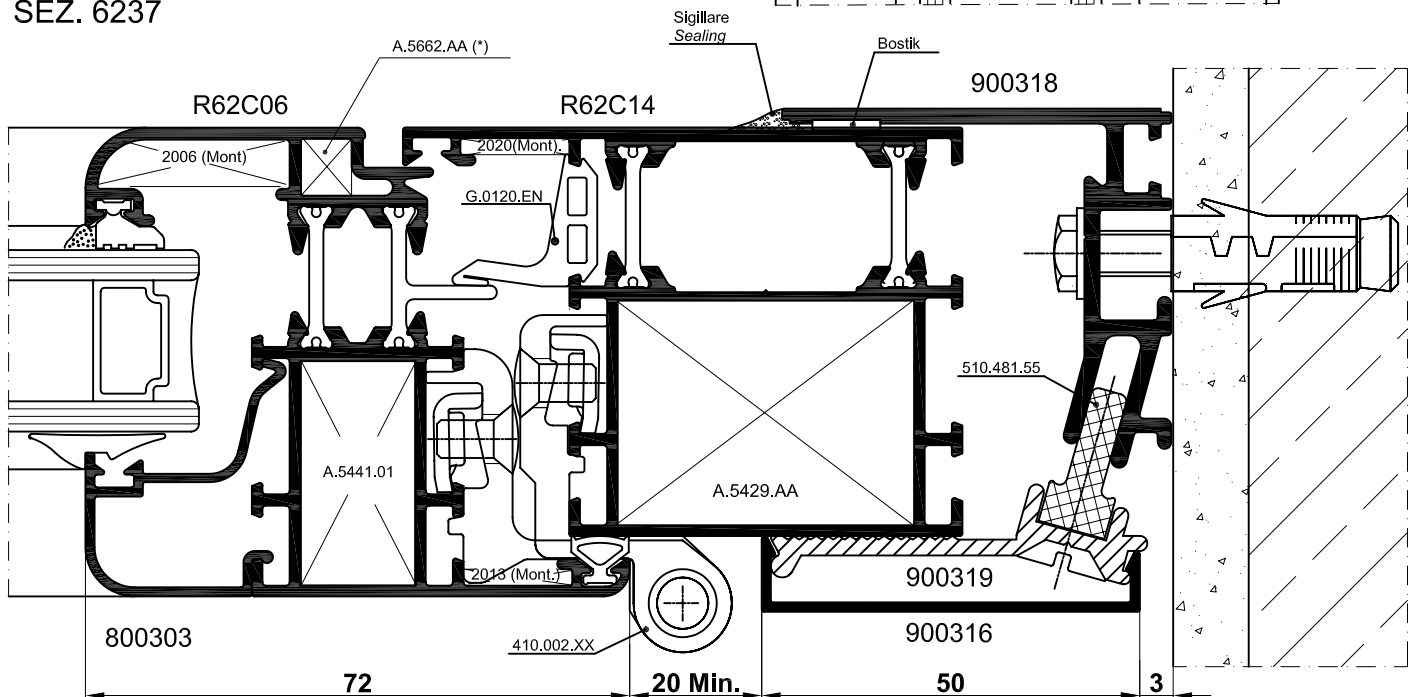 SEZ. 6237
Sigillare
Sealing
A.5662.AA (*)
Bostik
900318
R62C06
R62C14
2006 (Mont)
2020(Mont).
G.0120.EN
510.481.55
A.5441.01
A.5429.AA
2013 (Mont.)
900319
800303
410.002.XX
900316
72
20 Min.
50
3